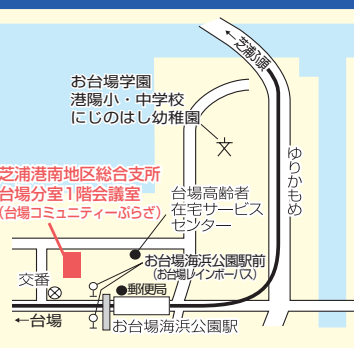 ←芝浦ふ頭
お台場学園
港陽小・中学校
にじのはし幼稚園
文
ゆりかもめ
芝浦港南地区総合支所
台場分室1階会議室
(台場コミュニティーぷらざ)
台場高齢者
在宅サービス
センター
お台場海浜公園駅前
(お台場レインボーバス)
交番
郵便局
←台場
お台場海浜公園駅